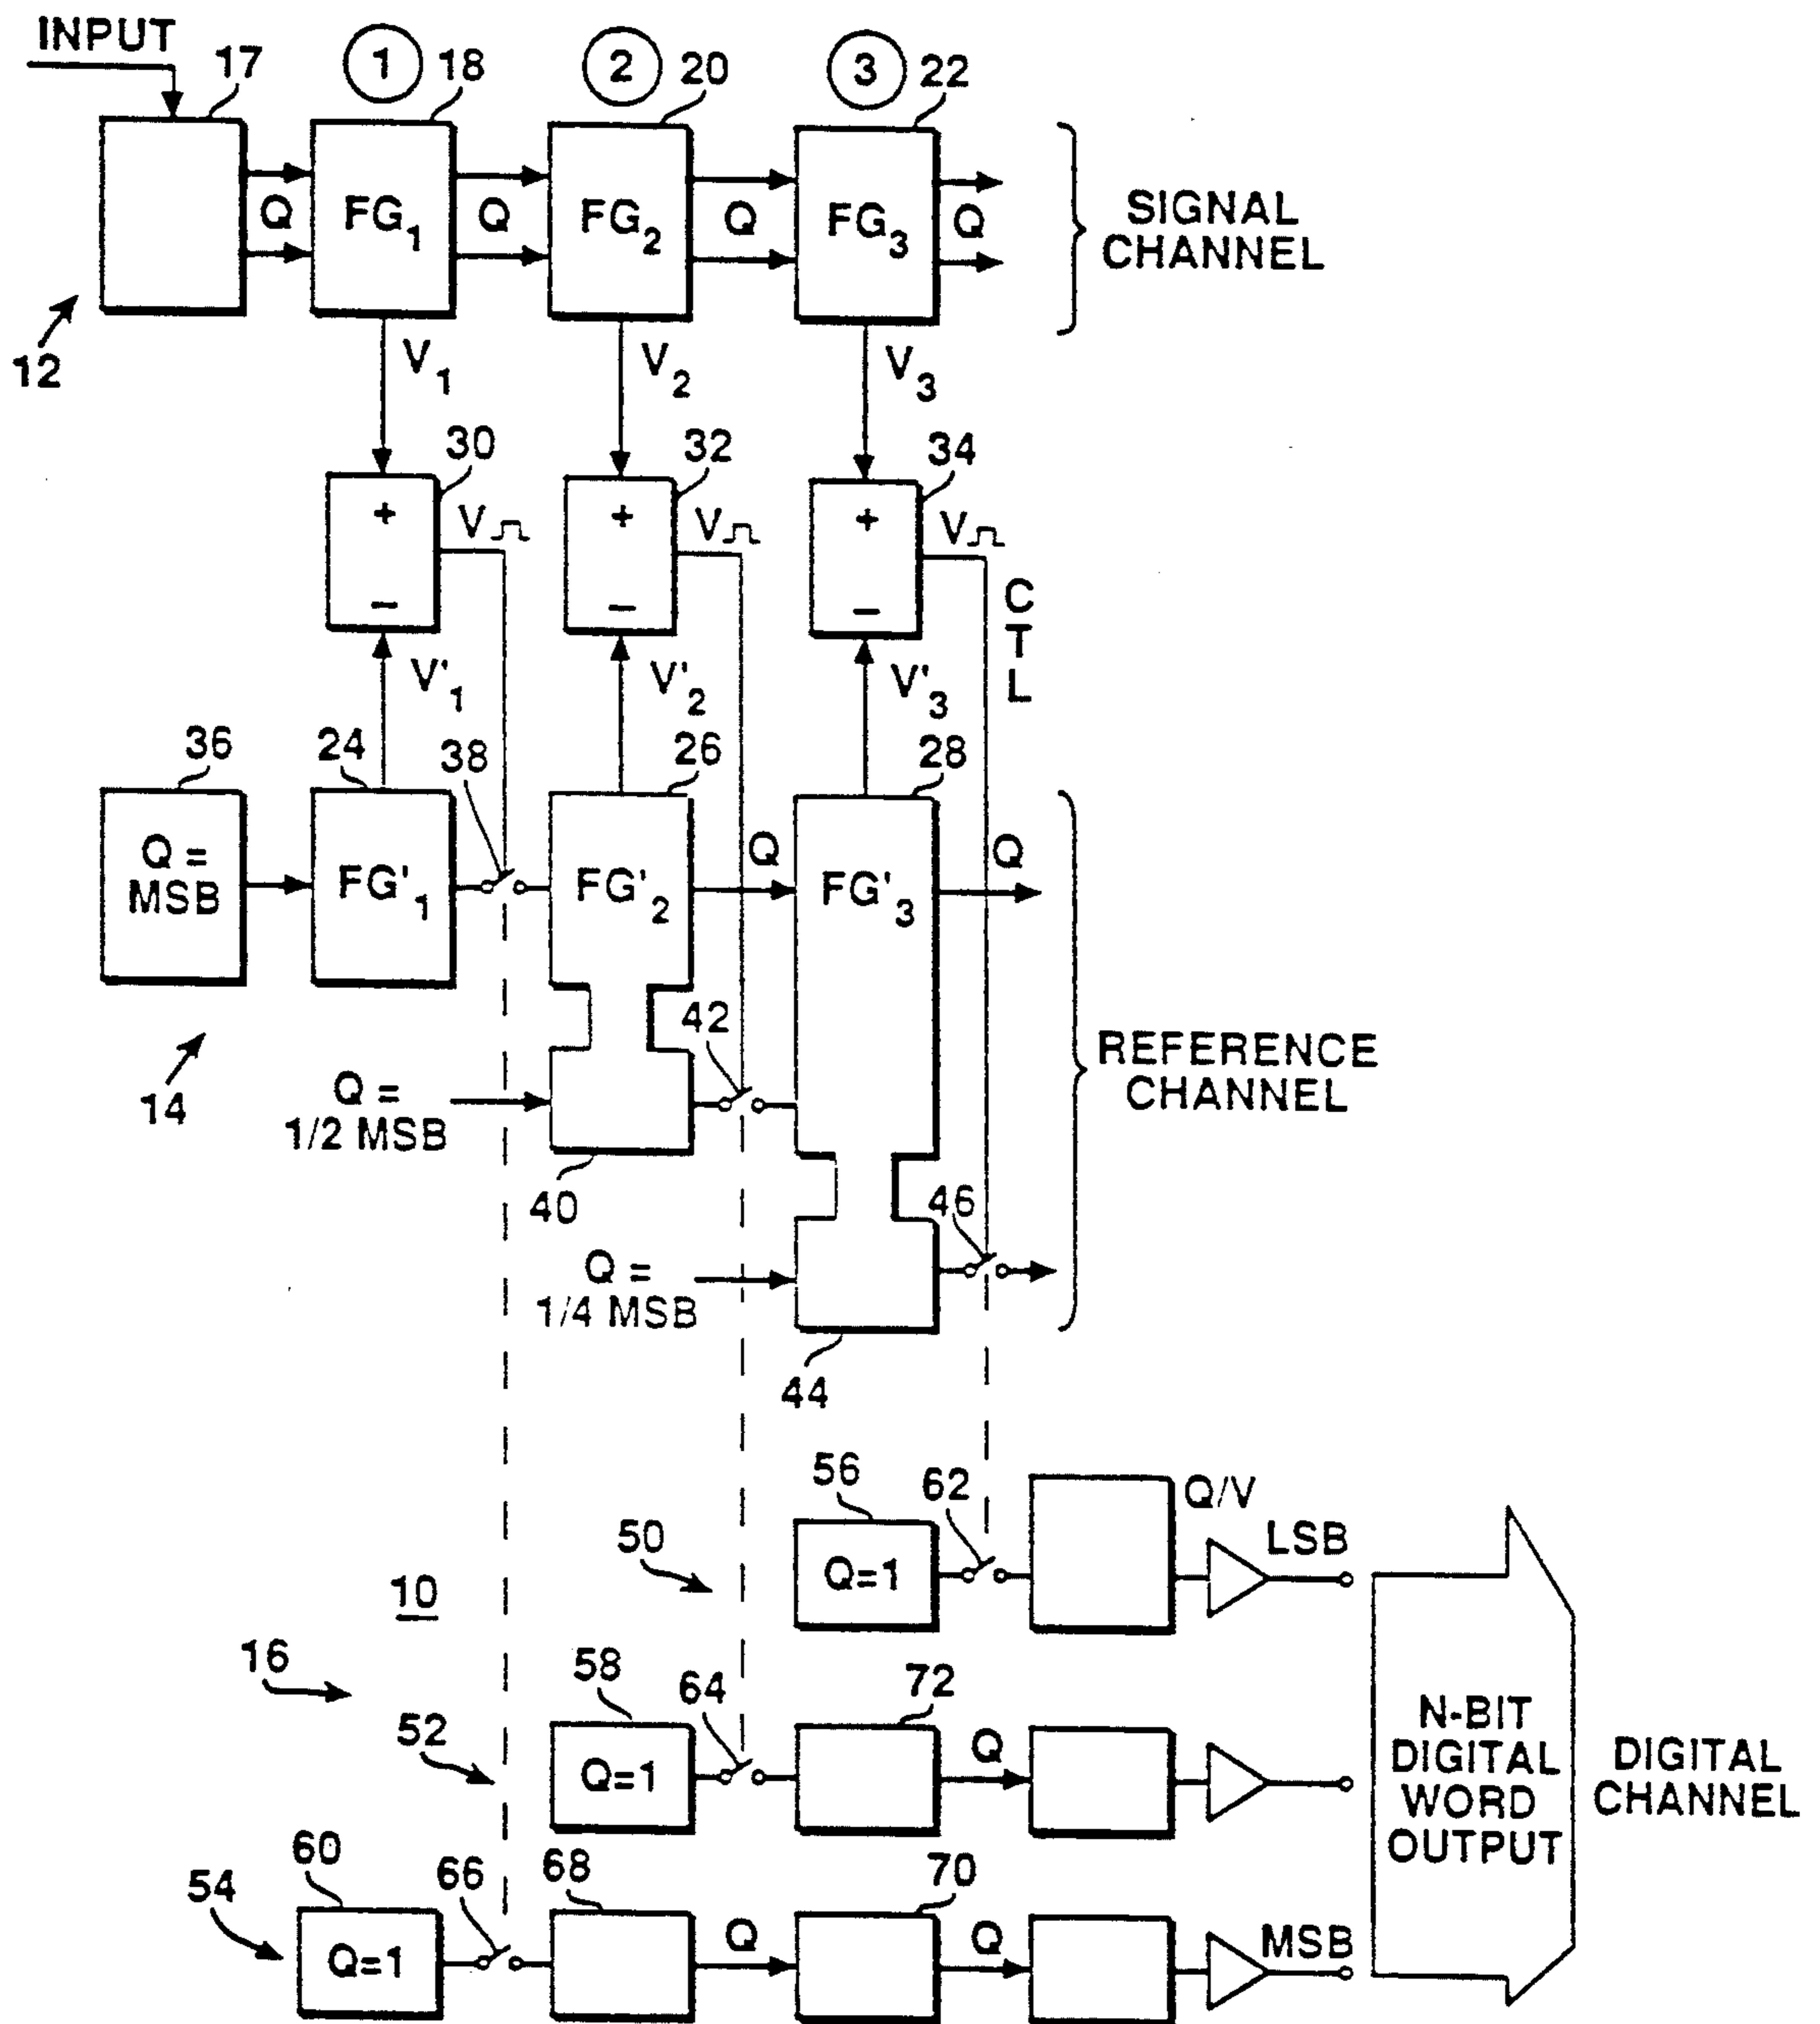 INPUT
17
1
18
2
20
3
22
Q
FG1
Q
FG2
Q
FG3
Q
SIGNAL
CHANNEL
12
V1
V2
V3
30
32
34
+
V
+
V
+
V
−
−
−
CTL
V'1
V'2
V'3
36
24
38
26
28
Q =
MSB
FG'1
FG'2
Q
FG'3
Q
14
42
REFERENCE
CHANNEL
Q =
1/2 MSB
40
46
Q =
1/4 MSB
44
56
62
Q/V
LSB
50
Q=1
10
16
58
64
72
52
Q=1
Q
N-BIT
DIGITAL
WORD
OUTPUT
DIGITAL
CHANNEL
60
66
68
70
54
Q=1
Q
Q
MSB